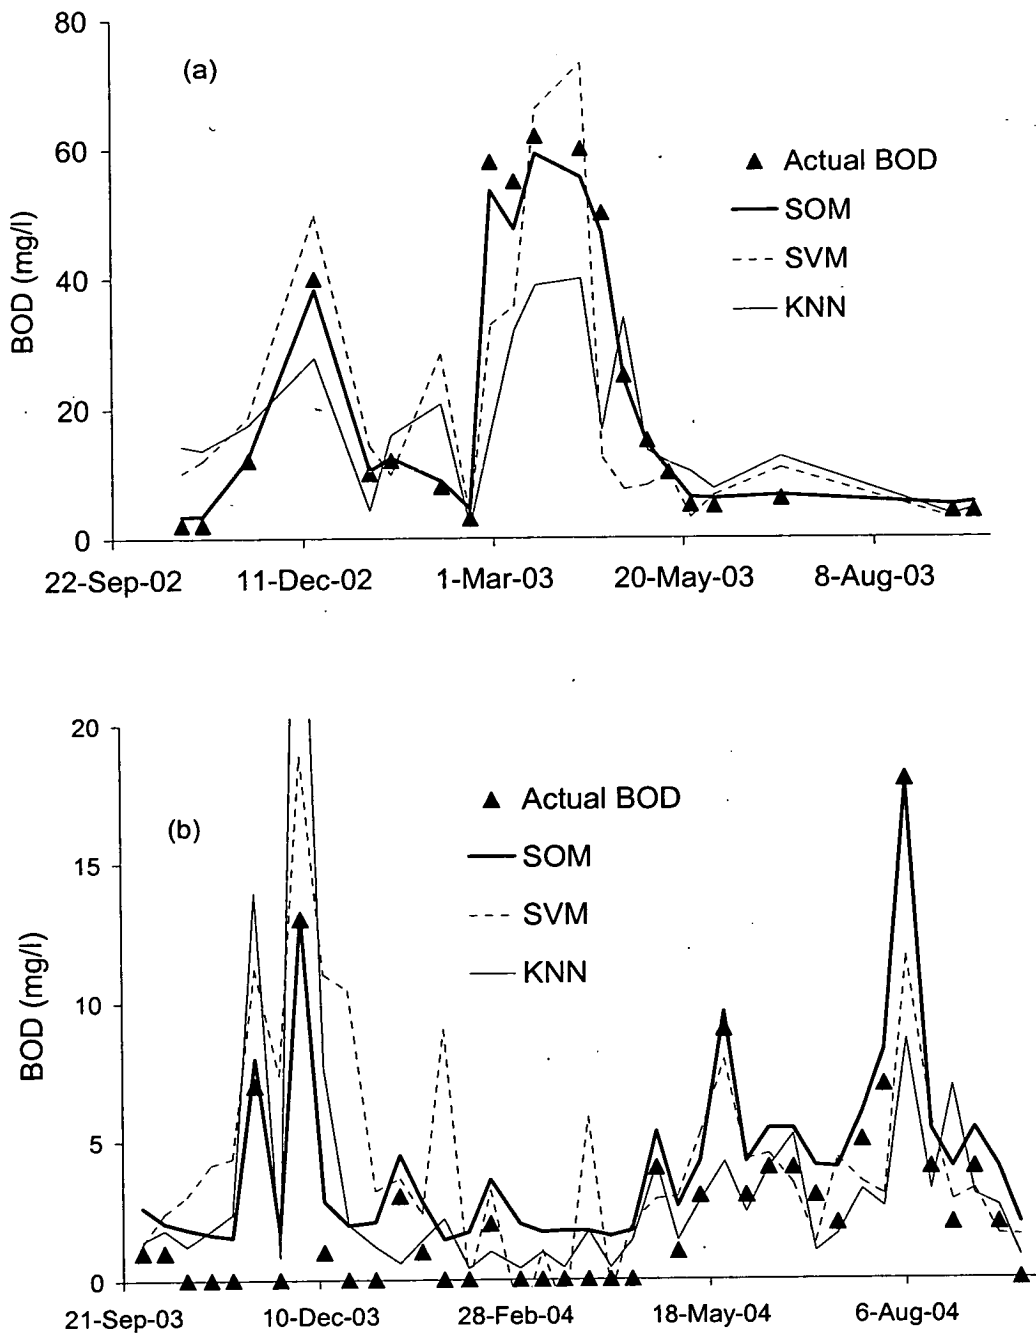 80
(a)
60
Actual BOD
SOM
BOD (mg/l)
40
SVM
KNN
20
0
22-Sep-02 11-Dec-02 1-Mar-03 20-May-03 8-Aug-03
20
Actual BOD
(b)
15
SOM
SVM
BOD (mg/l)
KNN
10
5
0
21-Sep-03 10-Dec-03 28-Feb-04 18-May-04 6-Aug-04